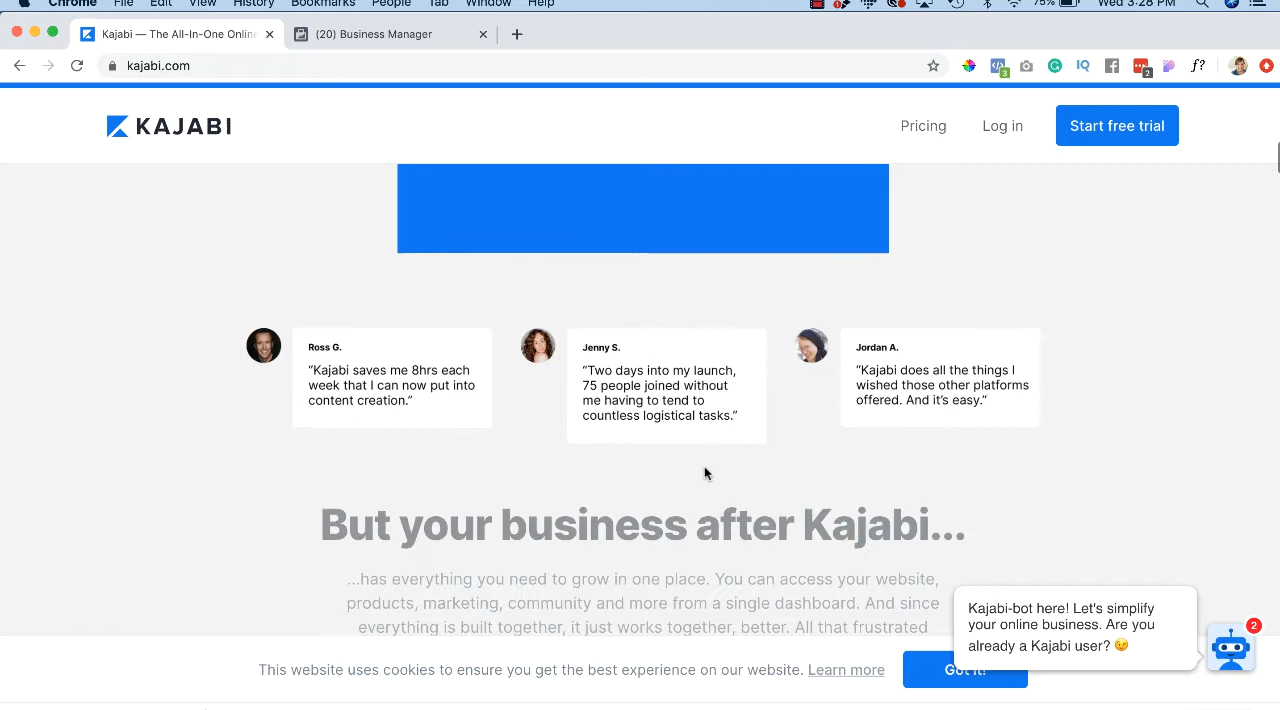 Chrome File Edit View History Bookmarks People Tab Window Help 75% Wed 3:28 PM
Kajabi — The All-In-One Onlin
(20) Business Manager
kajabi.com
3
IQ
2
f?
KAJABI
Pricing
Log in
Start free trial
Ross G.
“Kajabi saves me 8hrs each
week that I can now put into
content creation.”
Jenny S.
“Two days into my launch,
75 people joined without
me having to tend to
countless logistical tasks.”
Jordan A.
“Kajabi does all the things I
wished those other platforms
offered. And it’s easy.”
But your business after Kajabi...
...has everything you need to grow in one place. You can access your website,
products, marketing, community and more from a single dashboard. And since
everything is built together, it just works together, better. All that frustrated
Kajabi-bot here! Let's simplify
your online business. Are you
already a Kajabi user? 😉
2
This website uses cookies to ensure you get the best experience on our website. Learn more
Got it!